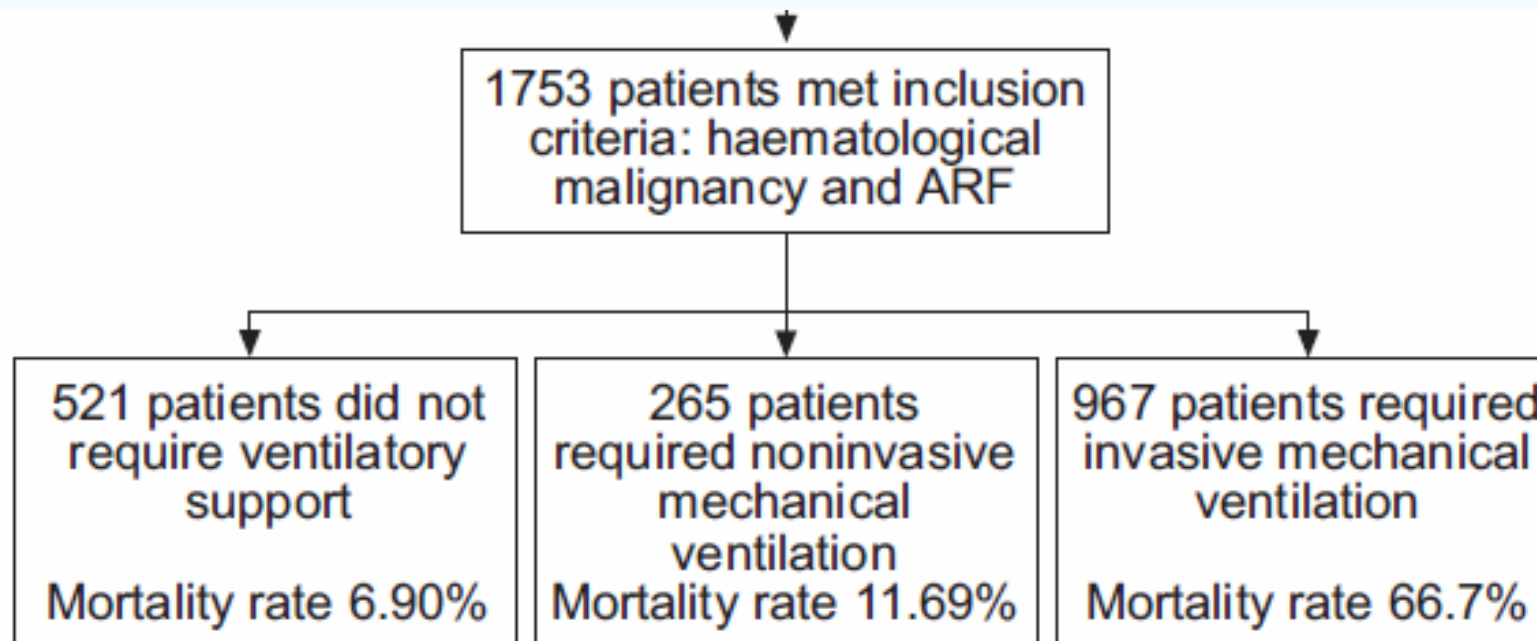 1753 patients met inclusion
criteria: haematological
malignancy and ARF
521 patients did not
require ventilatory
support
Mortality rate 6.90%
265 patients
required noninvasive
mechanical
ventilation
Mortality rate 11.69%
967 patients required
invasive mechanical
ventilation
Mortality rate 66.7%